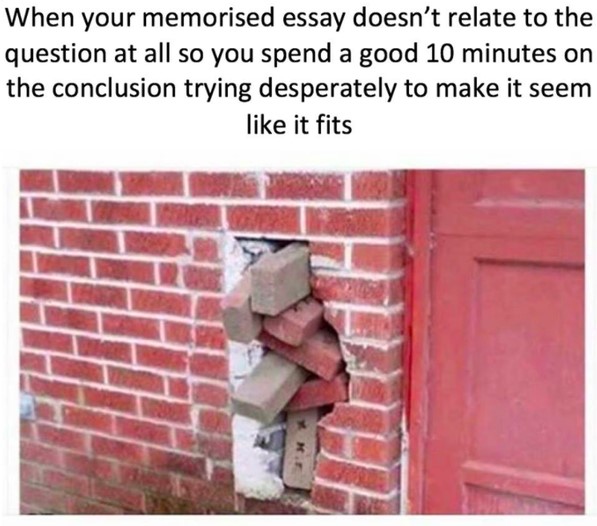 When your memorised essay doesn’t relate to the
question at all so you spend a good 10 minutes on
the conclusion trying desperately to make it seem
like it fits